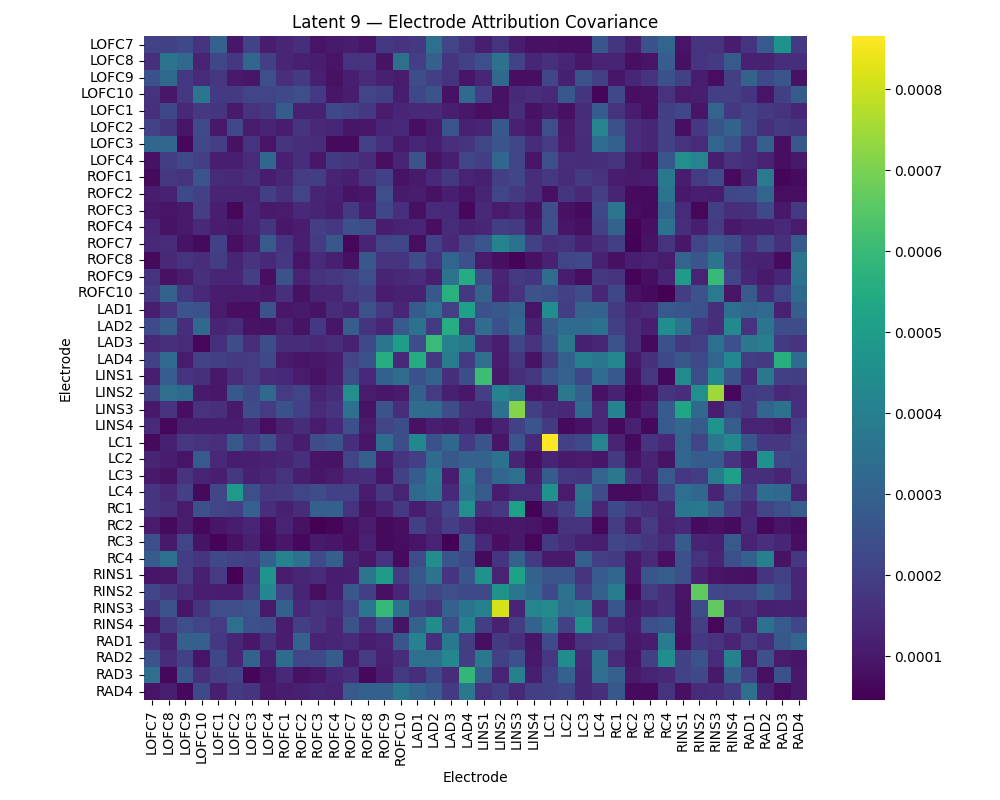 Latent 9 — Electrode Attribution Covariance
LOFC7
LOFC8
LOFC9
LOFC10
LOFC1
LOFC2
LOFC3
LOFC4
ROFC1
ROFC2
ROFC3
ROFC4
ROFC7
ROFC8
ROFC9
ROFC10
LAD1
LAD2
LAD3
LAD4
LINS1
LINS2
LINS3
LINS4
LC1
LC2
LC3
LC4
RC1
RC2
RC3
RC4
RINS1
RINS2
RINS3
RINS4
RAD1
RAD2
RAD3
RAD4
Electrode
LOFC7 LOFC8 LOFC9 LOFC10 LOFC1 LOFC2 LOFC3 LOFC4 ROFC1 ROFC2 ROFC3 ROFC4 ROFC7 ROFC8 ROFC9 ROFC10 LAD1 LAD2 LAD3 LAD4 LINS1 LINS2 LINS3 LINS4 LC1 LC2 LC3 LC4 RC1 RC2 RC3 RC4 RINS1 RINS2 RINS3 RINS4 RAD1 RAD2 RAD3 RAD4
Electrode
0.0008
0.0007
0.0006
0.0005
0.0004
0.0003
0.0002
0.0001